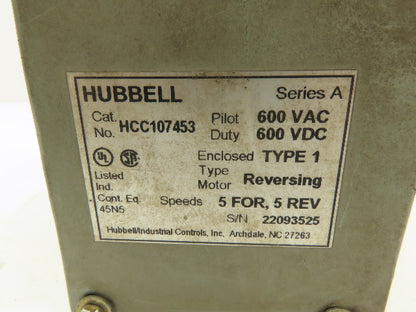 HUBBELL Series A
Cat. No. HCC107453 Pilot Duty 600 VAC 600 VDC
Enclosed TYPE 1
Listed Ind. Cont. Eq. 45N5
Type Motor Reversing
Speeds 5 FOR, 5 REV
S/N 22093525
Hubbell/Industrial Controls, Inc. Archdale, NC 27263